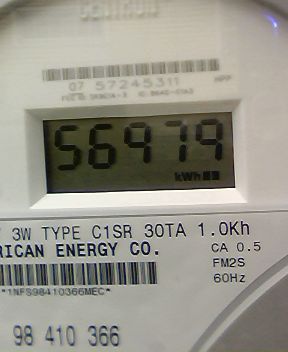 CENTRON
07 57245311
56979
kWh
3W TYPE C1SR 30TA 1.0Kh
RICAN ENERGY CO.
CA 0.5
FM2S
60Hz
*1NFS98410366MEC*
98 410 366